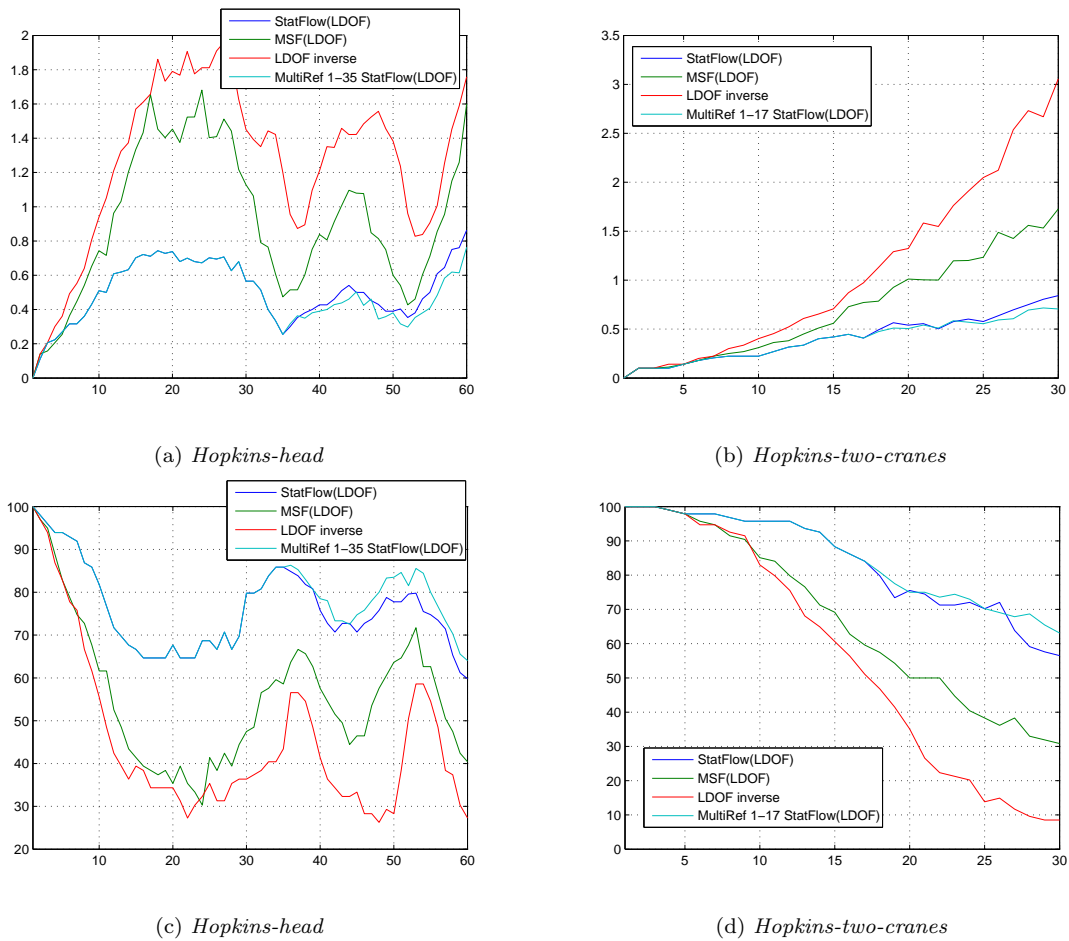 StatFlow(LDOF)
MSF(LDOF)
LDOF inverse
MultiRef 1−35 StatFlow(LDOF)
2
1.8
1.6
1.4
1.2
1
0.8
0.6
0.4
0.2
0
10 20 30 40 50 60
(a) Hopkins-head
StatFlow(LDOF)
MSF(LDOF)
LDOF inverse
MultiRef 1−17 StatFlow(LDOF)
3.5
3
2.5
2
1.5
1
0.5
0
5 10 15 20 25 30
(b) Hopkins-two-cranes
StatFlow(LDOF)
MSF(LDOF)
LDOF inverse
MultiRef 1−35 StatFlow(LDOF)
100
90
80
70
60
50
40
30
20
10 20 30 40 50 60
(c) Hopkins-head
100
90
80
70
60
50
40
30
20
10
0
StatFlow(LDOF)
MSF(LDOF)
LDOF inverse
MultiRef 1−17 StatFlow(LDOF)
5 10 15 20 25 30
(d) Hopkins-two-cranes